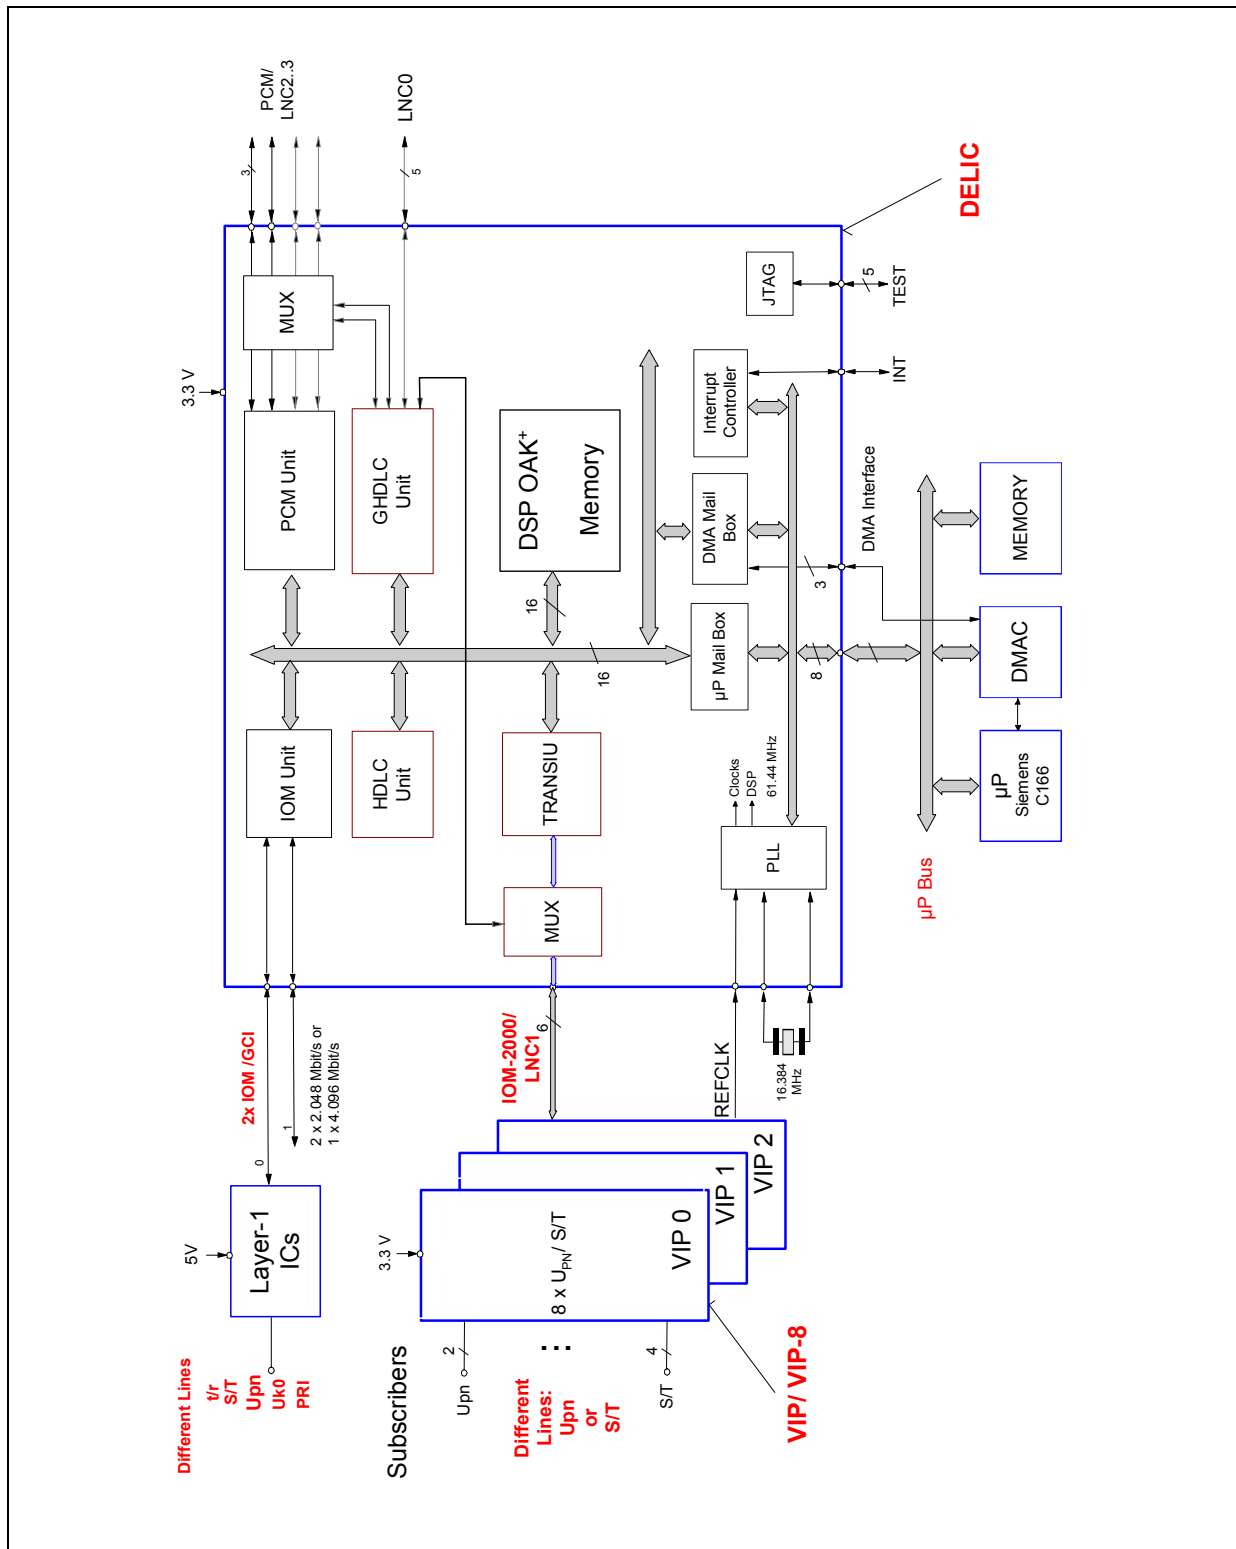 Different Lines
t/r
S/T
Upn
Uk0
PRI
5V
Layer-1
ICs
0
1
2x IOM /GCI
2 x 2.048 Mbit/s or
1 x 4.096 Mbit/s
IOM Unit
PCM Unit
MUX
3
PCM/
LNC2..3
3.3 V
HDLC
Unit
GHDLC
Unit
5
LNC0
Subscribers
Upn
2
Different
Lines:
Upn
or
S/T
...
S/T
4
3.3 V
8 x UPN/ S/T
VIP 0
VIP 1
VIP 2
VIP/ VIP-8
IOM-2000/
LNC1
6
MUX
TRANSIU
16
DSP OAK+
Memory
16
REFCLK
16.384
MHz
PLL
Clocks
DSP
61.44 MHz
µP Mail Box
DMA Mail
Box
Interrupt
Controller
JTAG
8
3
DMA Interface
INT
5
TEST
DELIC
µP Bus
µP
Siemens
C166
DMAC
MEMORY